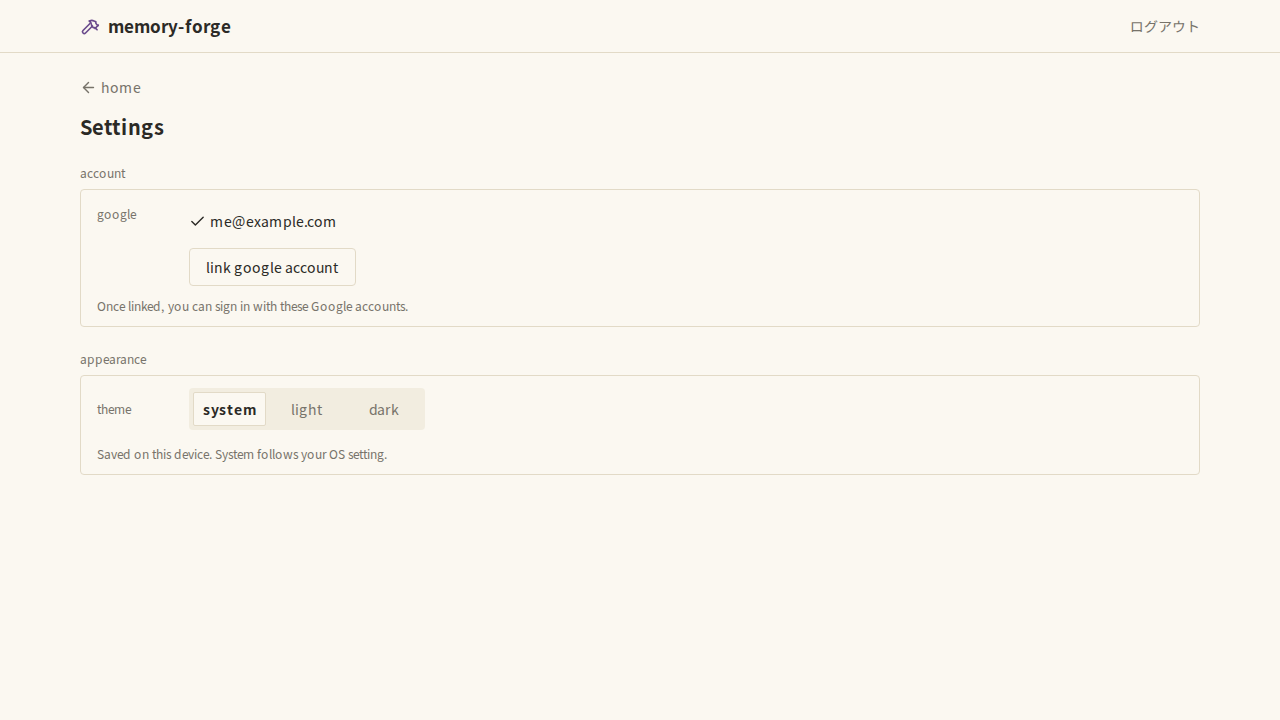 memory-forge
ログアウト
home
Settings
account
google
me@example.com
link google account
Once linked, you can sign in with these Google accounts.
appearance
theme
system
light
dark
Saved on this device. System follows your OS setting.